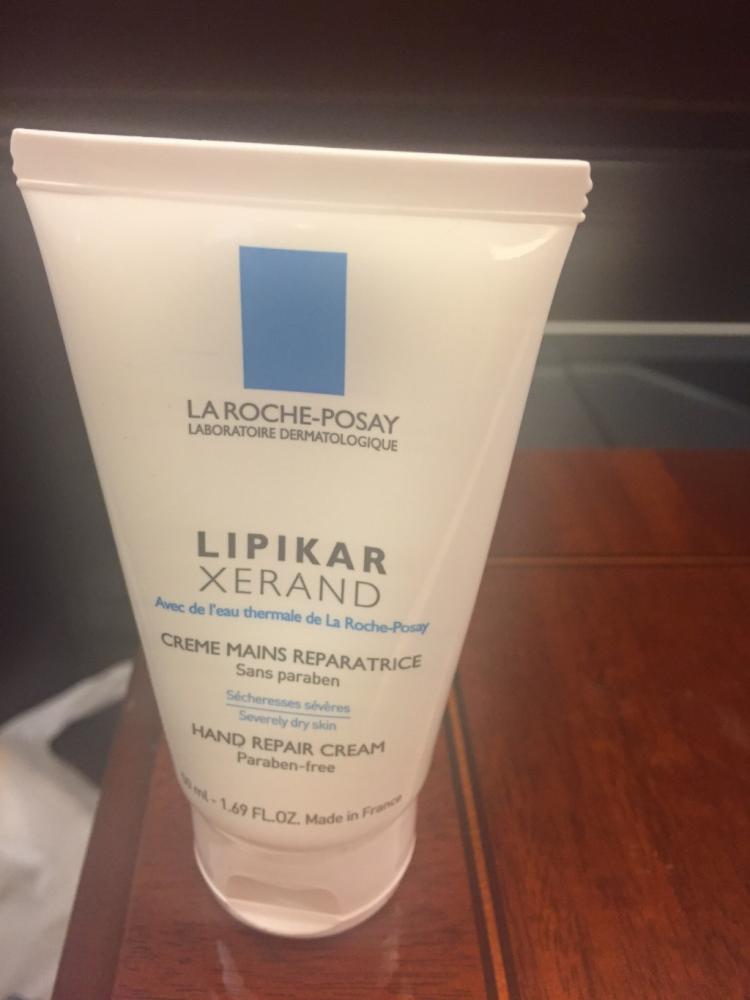 LA ROCHE-POSAY
LABORATOIRE DERMATOLOGIQUE
LIPIKAR
XERAND
Avec de l'eau thermale de La Roche-Posay
CREME MAINS REPARATRICE
Sans paraben
Sécheresses sévères
Severely dry skin
HAND REPAIR CREAM
Paraben-free
50 ml - 1.69 FL.OZ. Made in France